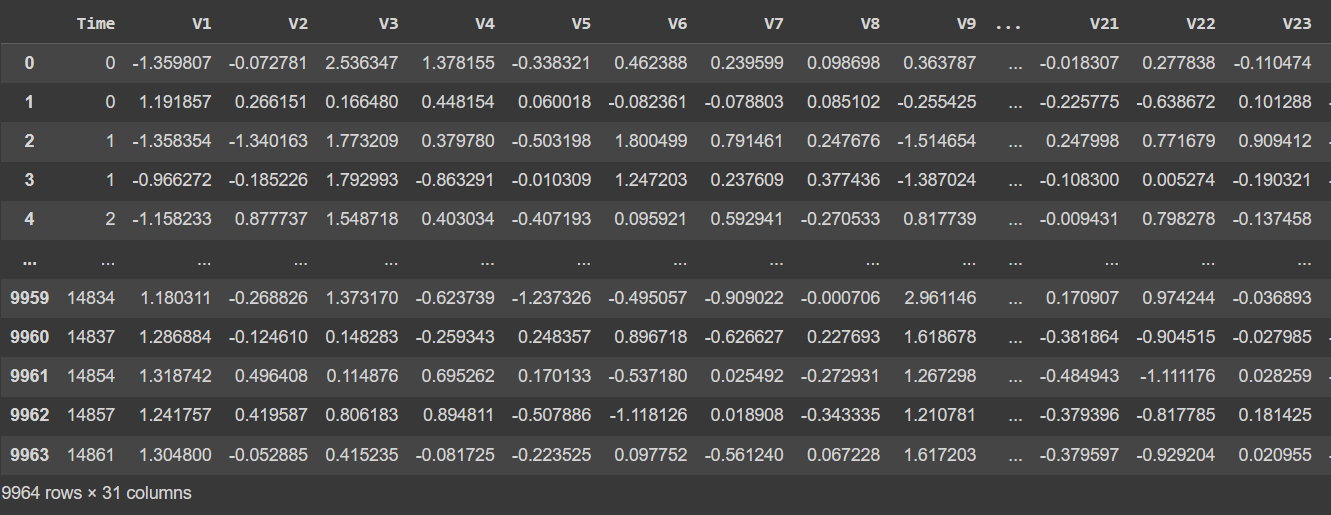 Time V1 V2 V3 V4 V5 V6 V7 V8 V9 ... V21 V22 V23
0 0 -1.359807 -0.072781 2.536347 1.378155 -0.338321 0.462388 0.239599 0.098698 0.363787 ... -0.018307 0.277838 -0.110474
1 0 1.191857 0.266151 0.166480 0.448154 0.060018 -0.082361 -0.078803 0.085102 -0.255425 ... -0.225775 -0.638672 0.101288
2 1 -1.358354 -1.340163 1.773209 0.379780 -0.503198 1.800499 0.791461 0.247676 -1.514654 ... 0.247998 0.771679 0.909412
3 1 -0.966272 -0.185226 1.792993 -0.863291 -0.010309 1.247203 0.237609 0.377436 -1.387024 ... -0.108300 0.005274 -0.190321
4 2 -1.158233 0.877737 1.548718 0.403034 -0.407193 0.095921 0.592941 -0.270533 0.817739 ... -0.009431 0.798278 -0.137458
... ... ... ... ... ... ... ... ... ... ... ... ... ... ...
9959 14834 1.180311 -0.268826 1.373170 -0.623739 -1.237326 -0.495057 -0.909022 -0.000706 2.961146 ... 0.170907 0.974244 -0.036893
9960 14837 1.286884 -0.124610 0.148283 -0.259343 0.248357 0.896718 -0.626627 0.227693 1.618678 ... -0.381864 -0.904515 -0.027985
9961 14854 1.318742 0.496408 0.114876 0.695262 0.170133 -0.537180 0.025492 -0.272931 1.267298 ... -0.484943 -1.111176 0.028259
9962 14857 1.241757 0.419587 0.806183 0.894811 -0.507886 -1.118126 0.018908 -0.343335 1.210781 ... -0.379396 -0.817785 0.181425
9963 14861 1.304800 -0.052885 0.415235 -0.081725 -0.223525 0.097752 -0.561240 0.067228 1.617203 ... -0.379597 -0.929204 0.020955
9964 rows × 31 columns